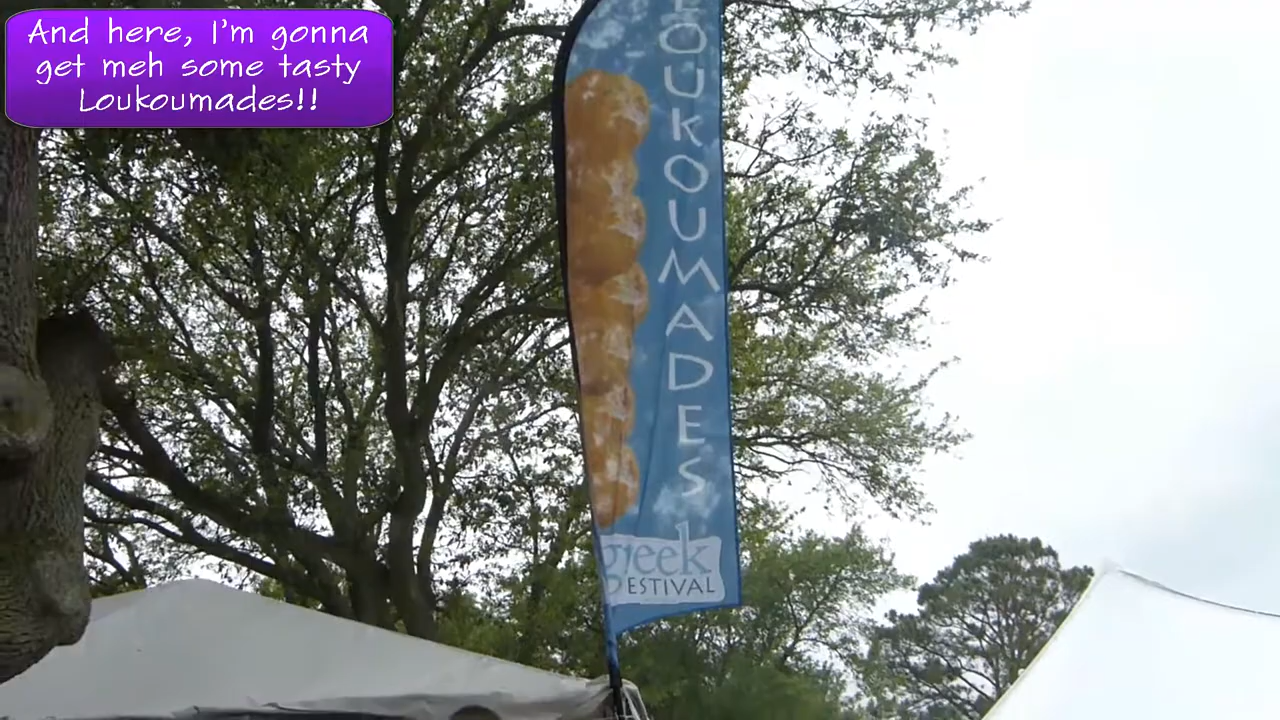 And here, I'm gonna
get meh some tasty
Loukoumades!!
LOUKOUMADES
greek
FESTIVAL